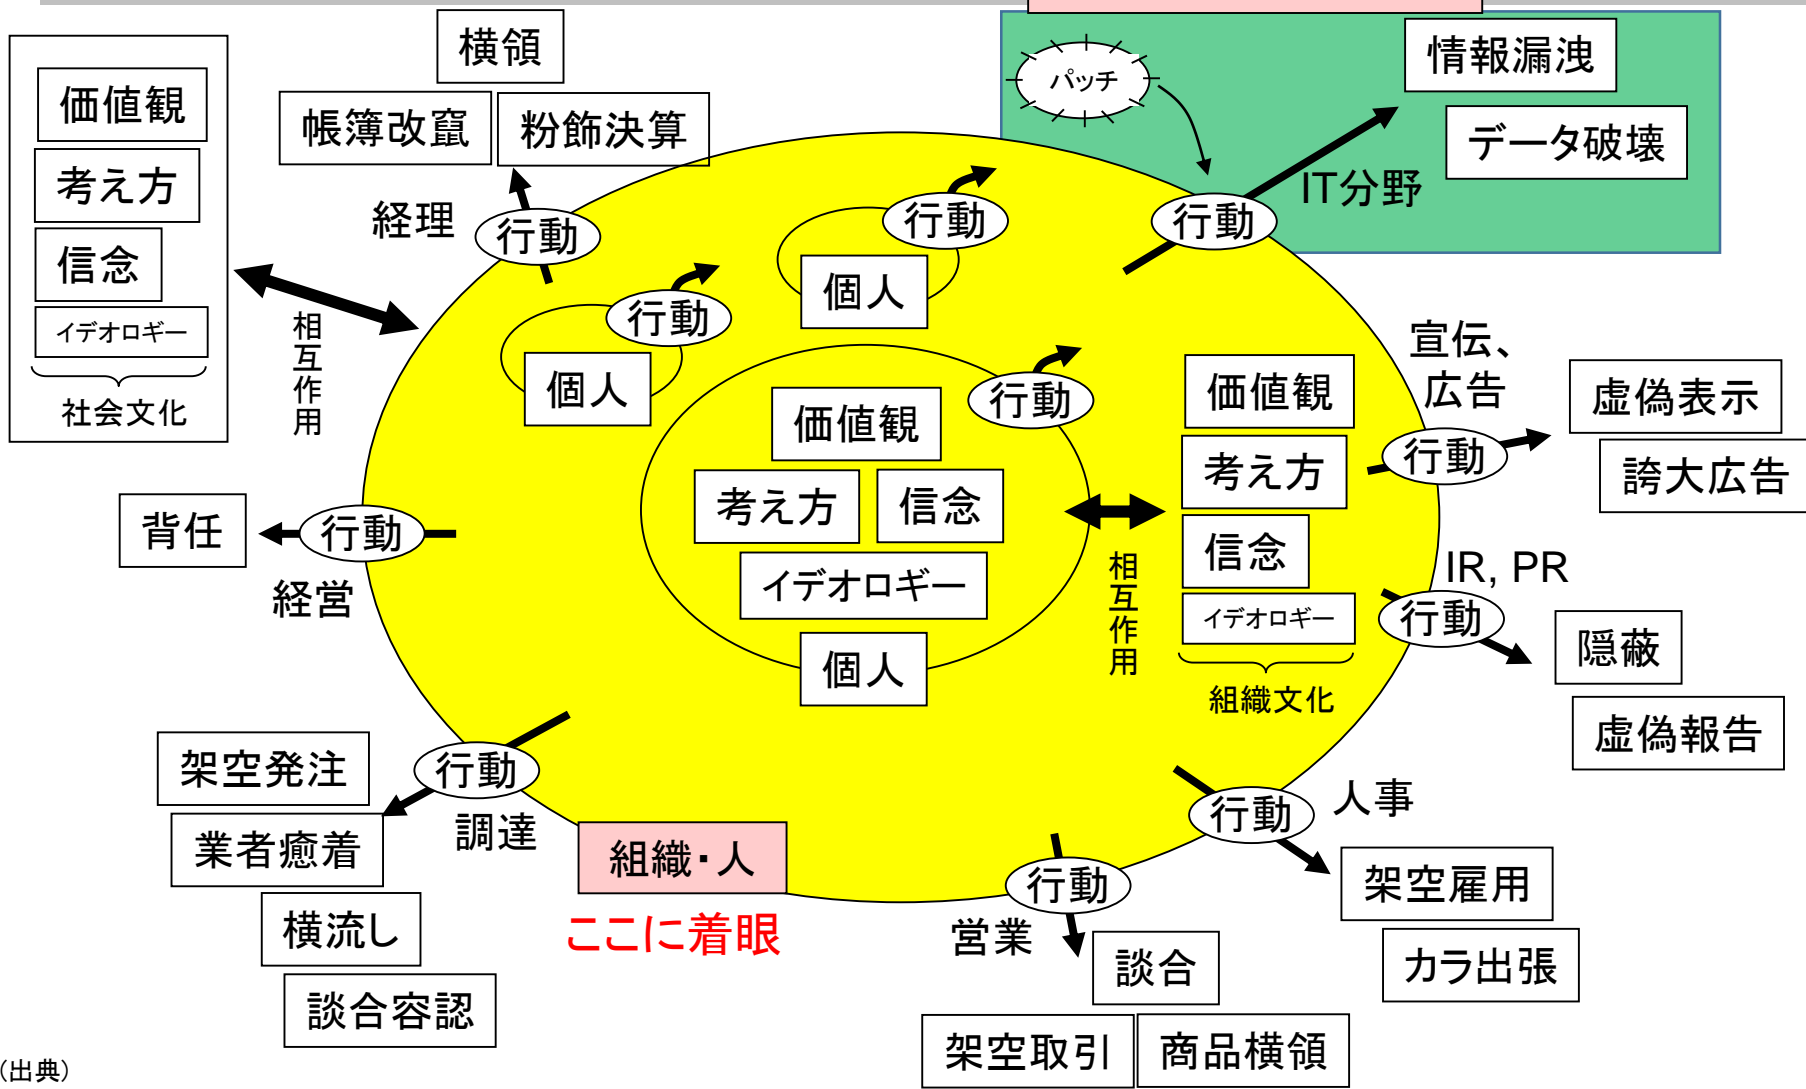 横領
帳簿改竄
粉飾決算
経理
行動
価値観
考え方
信念
イデオロギー
社会文化
相互作用
パッチ
情報漏洩
データ破壊
IT分野
行動
行動
個人
行動
個人
行動
価値観
考え方
信念
イデオロギー
個人
相互作用
価値観
考え方
信念
イデオロギー
組織文化
宣伝、
広告
行動
虚偽表示
誇大広告
IR, PR
行動
隠蔽
虚偽報告
背任
行動
経営
人事
行動
架空雇用
カラ出張
架空発注
業者癒着
横流し
談合容認
行動
調達
組織・人
ここに着眼
行動
営業
談合
架空取引
商品横領
(出典)